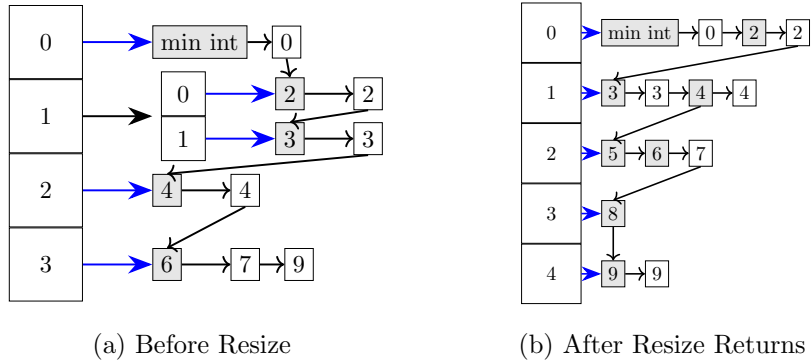 0 min int 0
0 2 2
1
1 3 3
2 4 4
3 6 7 9
(a) Before Resize
0 min int 0 2 2
1 3 3 4 4
2 5 6 7
3 8
4 9 9
(b) After Resize Returns